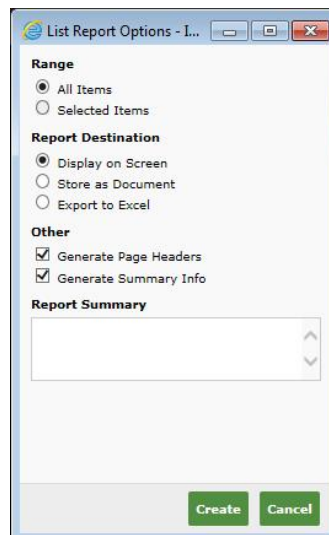 List Report Options - I...
Range
All Items
Selected Items
Report Destination
Display on Screen
Store as Document
Export to Excel
Other
Generate Page Headers
Generate Summary Info
Report Summary
Create Cancel